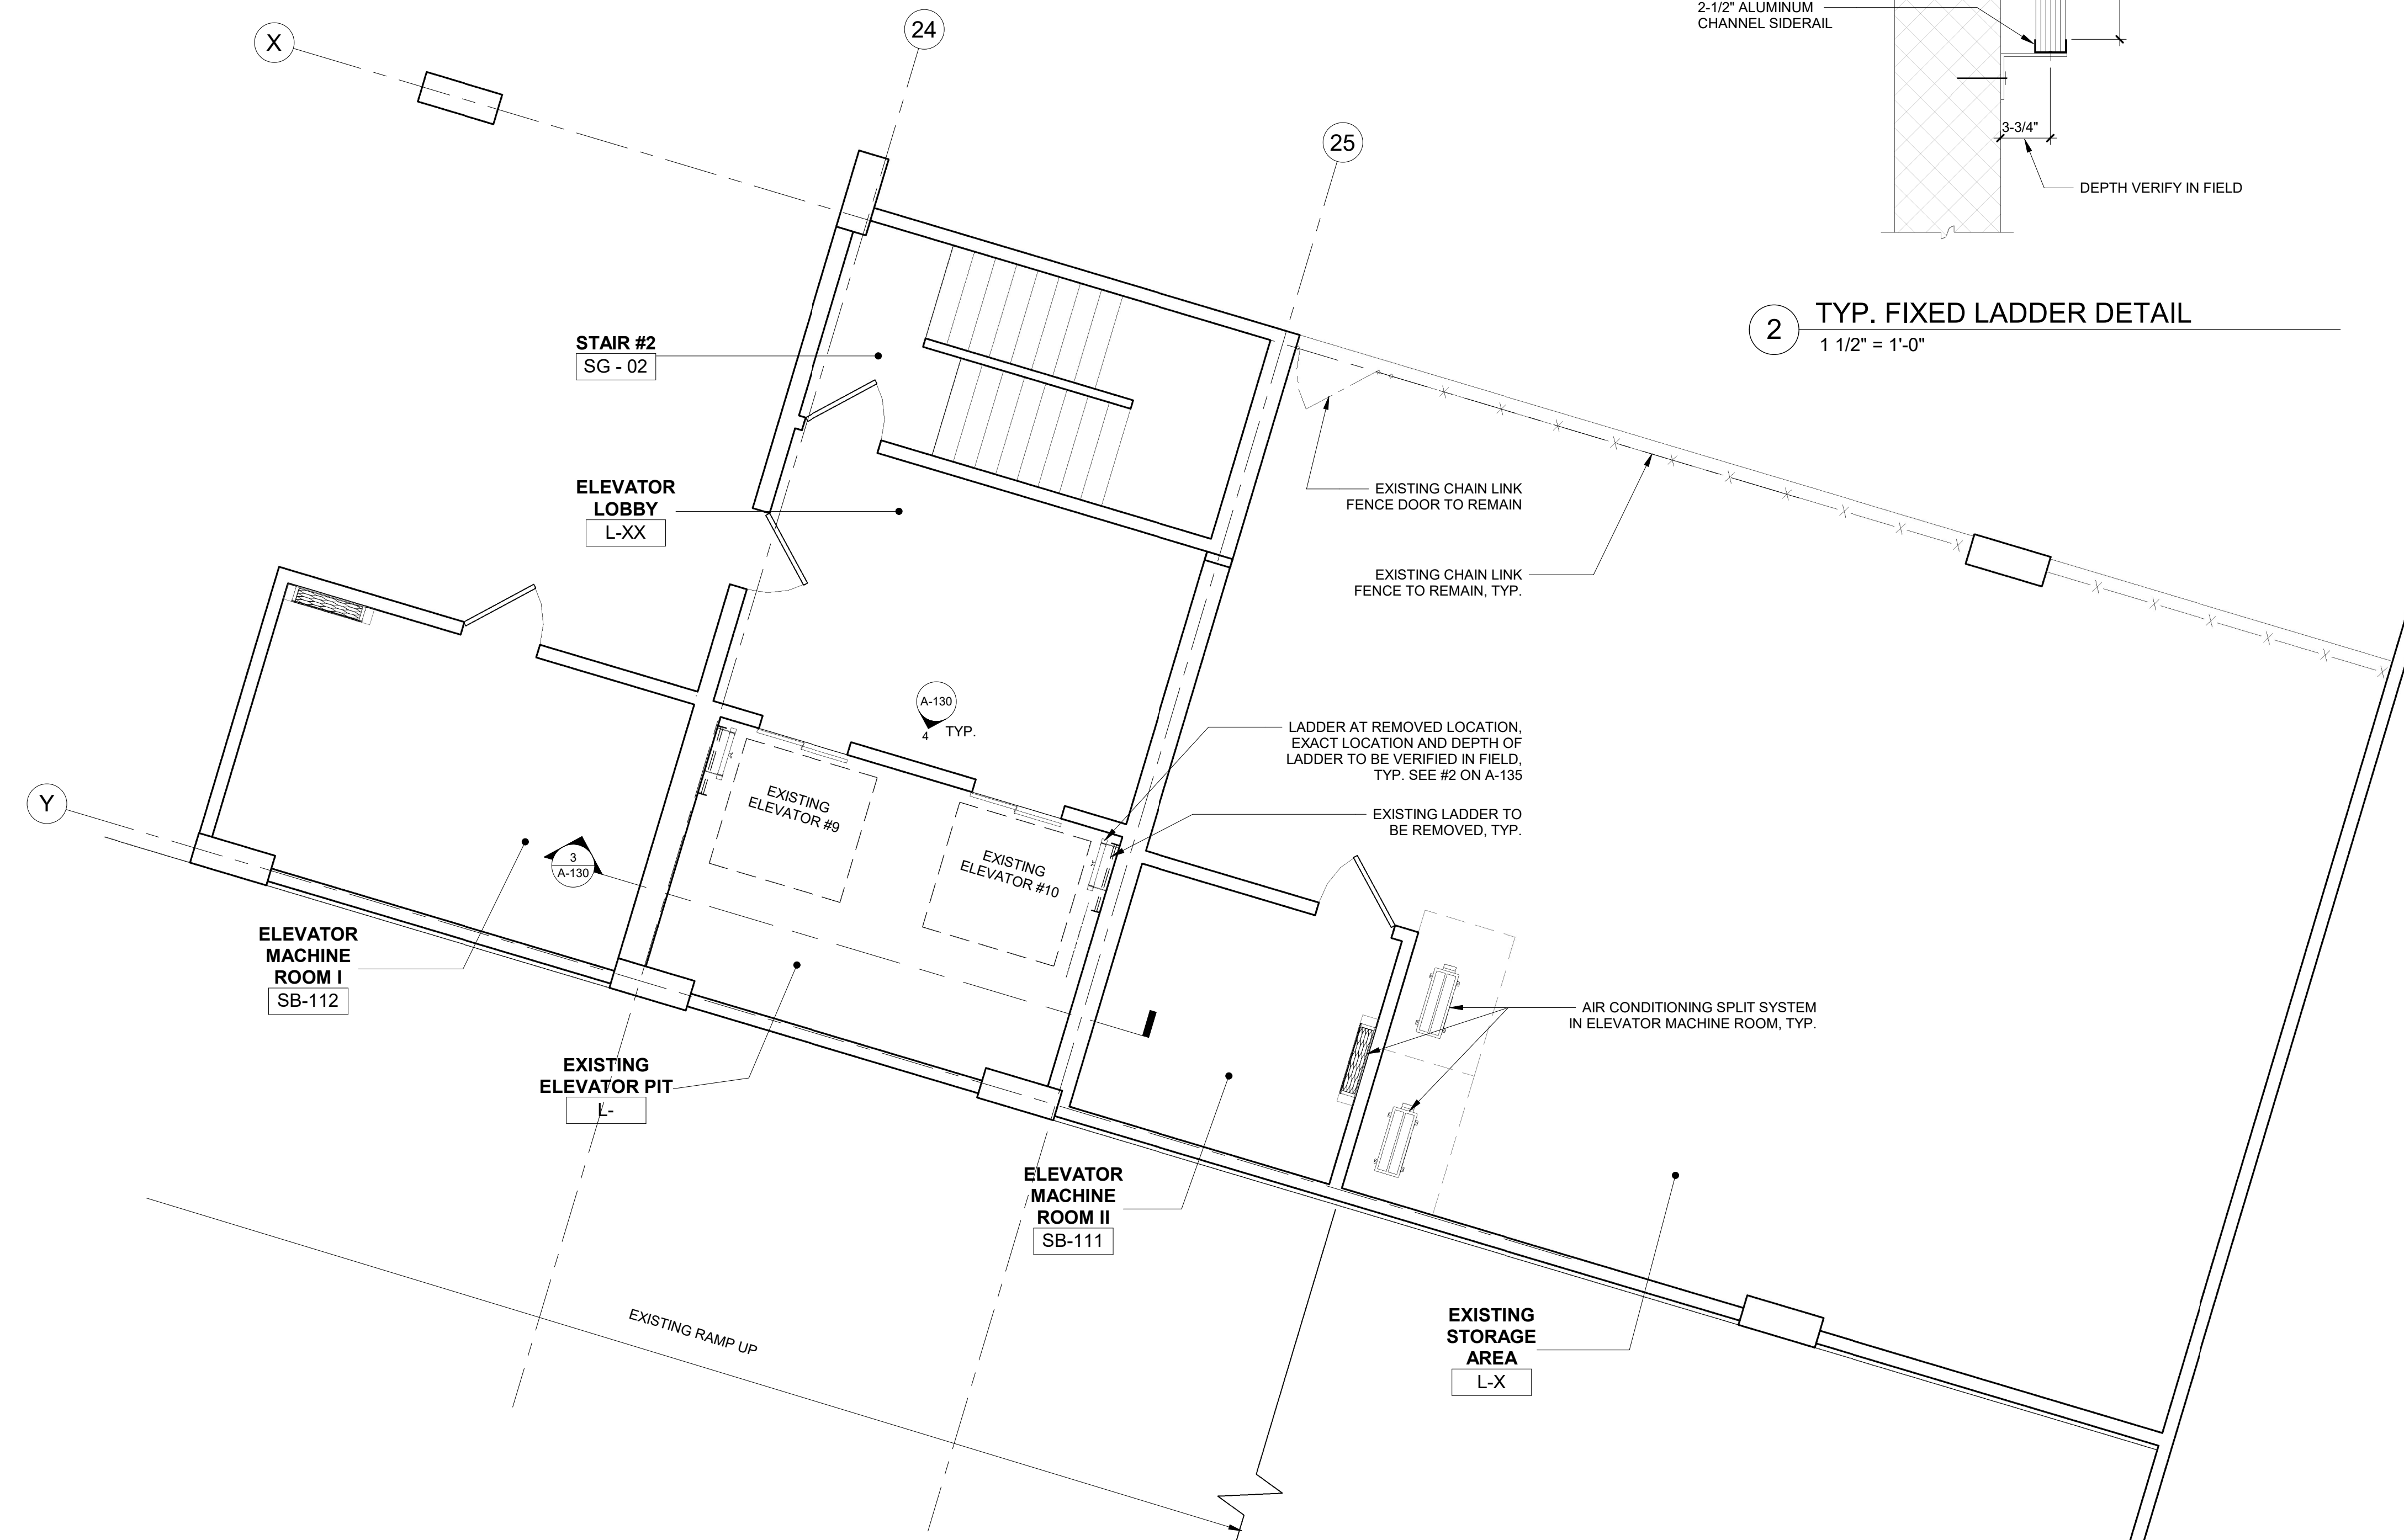 X
24
25
2-1/2" ALUMINUM
CHANNEL SIDERAIL
3-3/4"
DEPTH VERIFY IN FIELD
2
TYP. FIXED LADDER DETAIL
1 1/2" = 1'-0"
STAIR #2
SG - 02
ELEVATOR
LOBBY
L-XX
EXISTING CHAIN LINK
FENCE DOOR TO REMAIN
EXISTING CHAIN LINK
FENCE TO REMAIN, TYP.
A-130
4
TYP.
LADDER AT REMOVED LOCATION,
EXACT LOCATION AND DEPTH OF
LADDER TO BE VERIFIED IN FIELD,
TYP. SEE #2 ON A-135
EXISTING LADDER TO
BE REMOVED, TYP.
Y
EXISTING
ELEVATOR #9
EXISTING
ELEVATOR #10
3
A-130
ELEVATOR
MACHINE
ROOM I
SB-112
AIR CONDITIONING SPLIT SYSTEM
IN ELEVATOR MACHINE ROOM, TYP.
EXISTING
ELEVATOR PIT
L-
ELEVATOR
MACHINE
ROOM II
SB-111
EXISTING RAMP UP
EXISTING
STORAGE
AREA
L-X